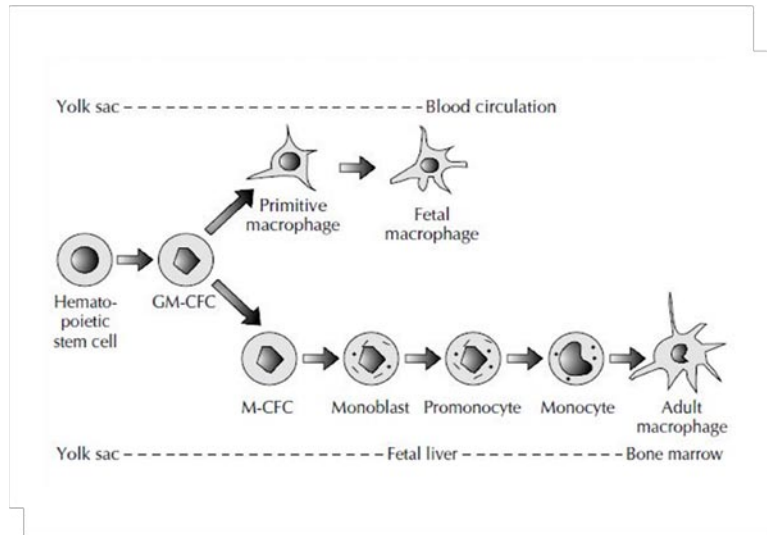 Yolk sac - - - - - - - - - - - - - - - - - - - - - - - - - - - - - Blood circulation
Primitive
macrophage
Fetal
macrophage
Hemato-
poietic
stem cell
GM-CFC
M-CFC
Monoblast
Promonocyte
Monocyte
Adult
macrophage
Yolk sac - - - - - - - - - - - - - - - - - - - - - - - - - Fetal liver - - - - - - - - - - - - - - - - Bone marrow